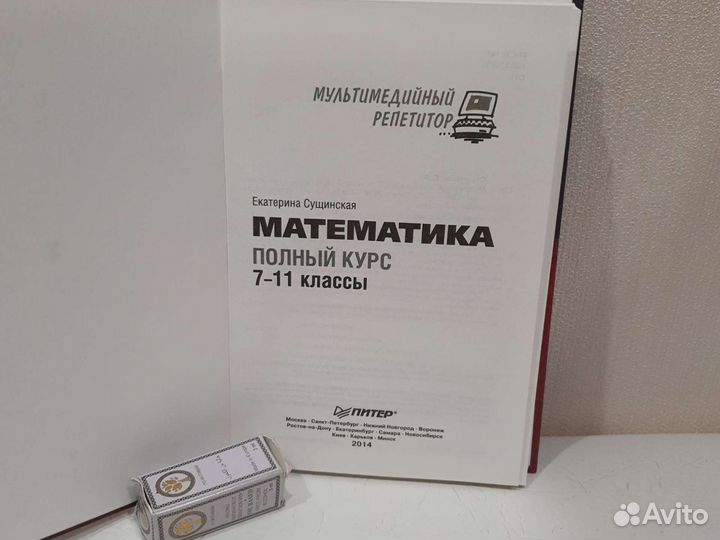 МУЛЬТИМЕДИЙНЫЙ
РЕПЕТИТОР...
Екатерина Сущинская
МАТЕМАТИКА
ПОЛНЫЙ КУРС
7–11 классы
ПИТЕР®
Москва · Санкт-Петербург · Нижний Новгород · Воронеж
Ростов-на-Дону · Екатеринбург · Самара · Новосибирск
Киев · Харьков · Минск
2014
Avito